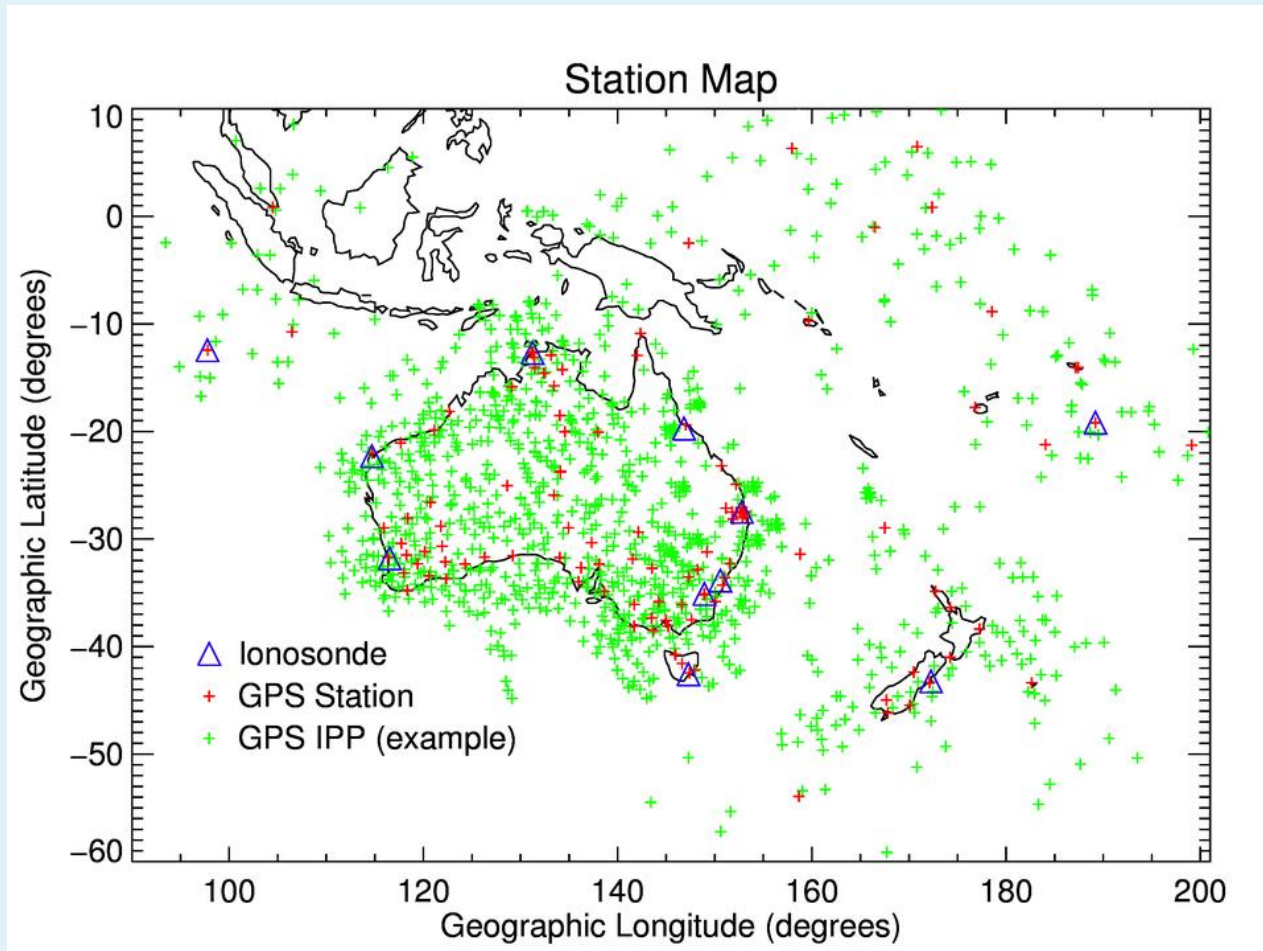 Station Map
10
0
−10
−20
−30
−40
−50
−60
Geographic Latitude (degrees)
Ionosonde
GPS Station
GPS IPP (example)
100 120 140 160 180 200
Geographic Longitude (degrees)